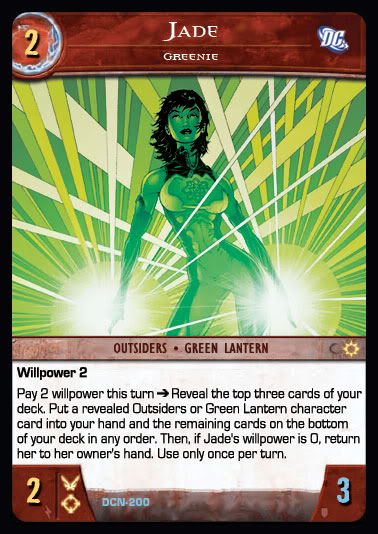 2
JADE
GREENIE
DC
OUTSIDERS • GREEN LANTERN
C
Willpower 2
Pay 2 willpower this turn ➔ Reveal the top three cards of your
deck. Put a revealed Outsiders or Green Lantern character
card into your hand and the remaining cards on the bottom
of your deck in any order. Then, if Jade's willpower is 0, return
her to her owner's hand. Use only once per turn.
2
DCN-200
3